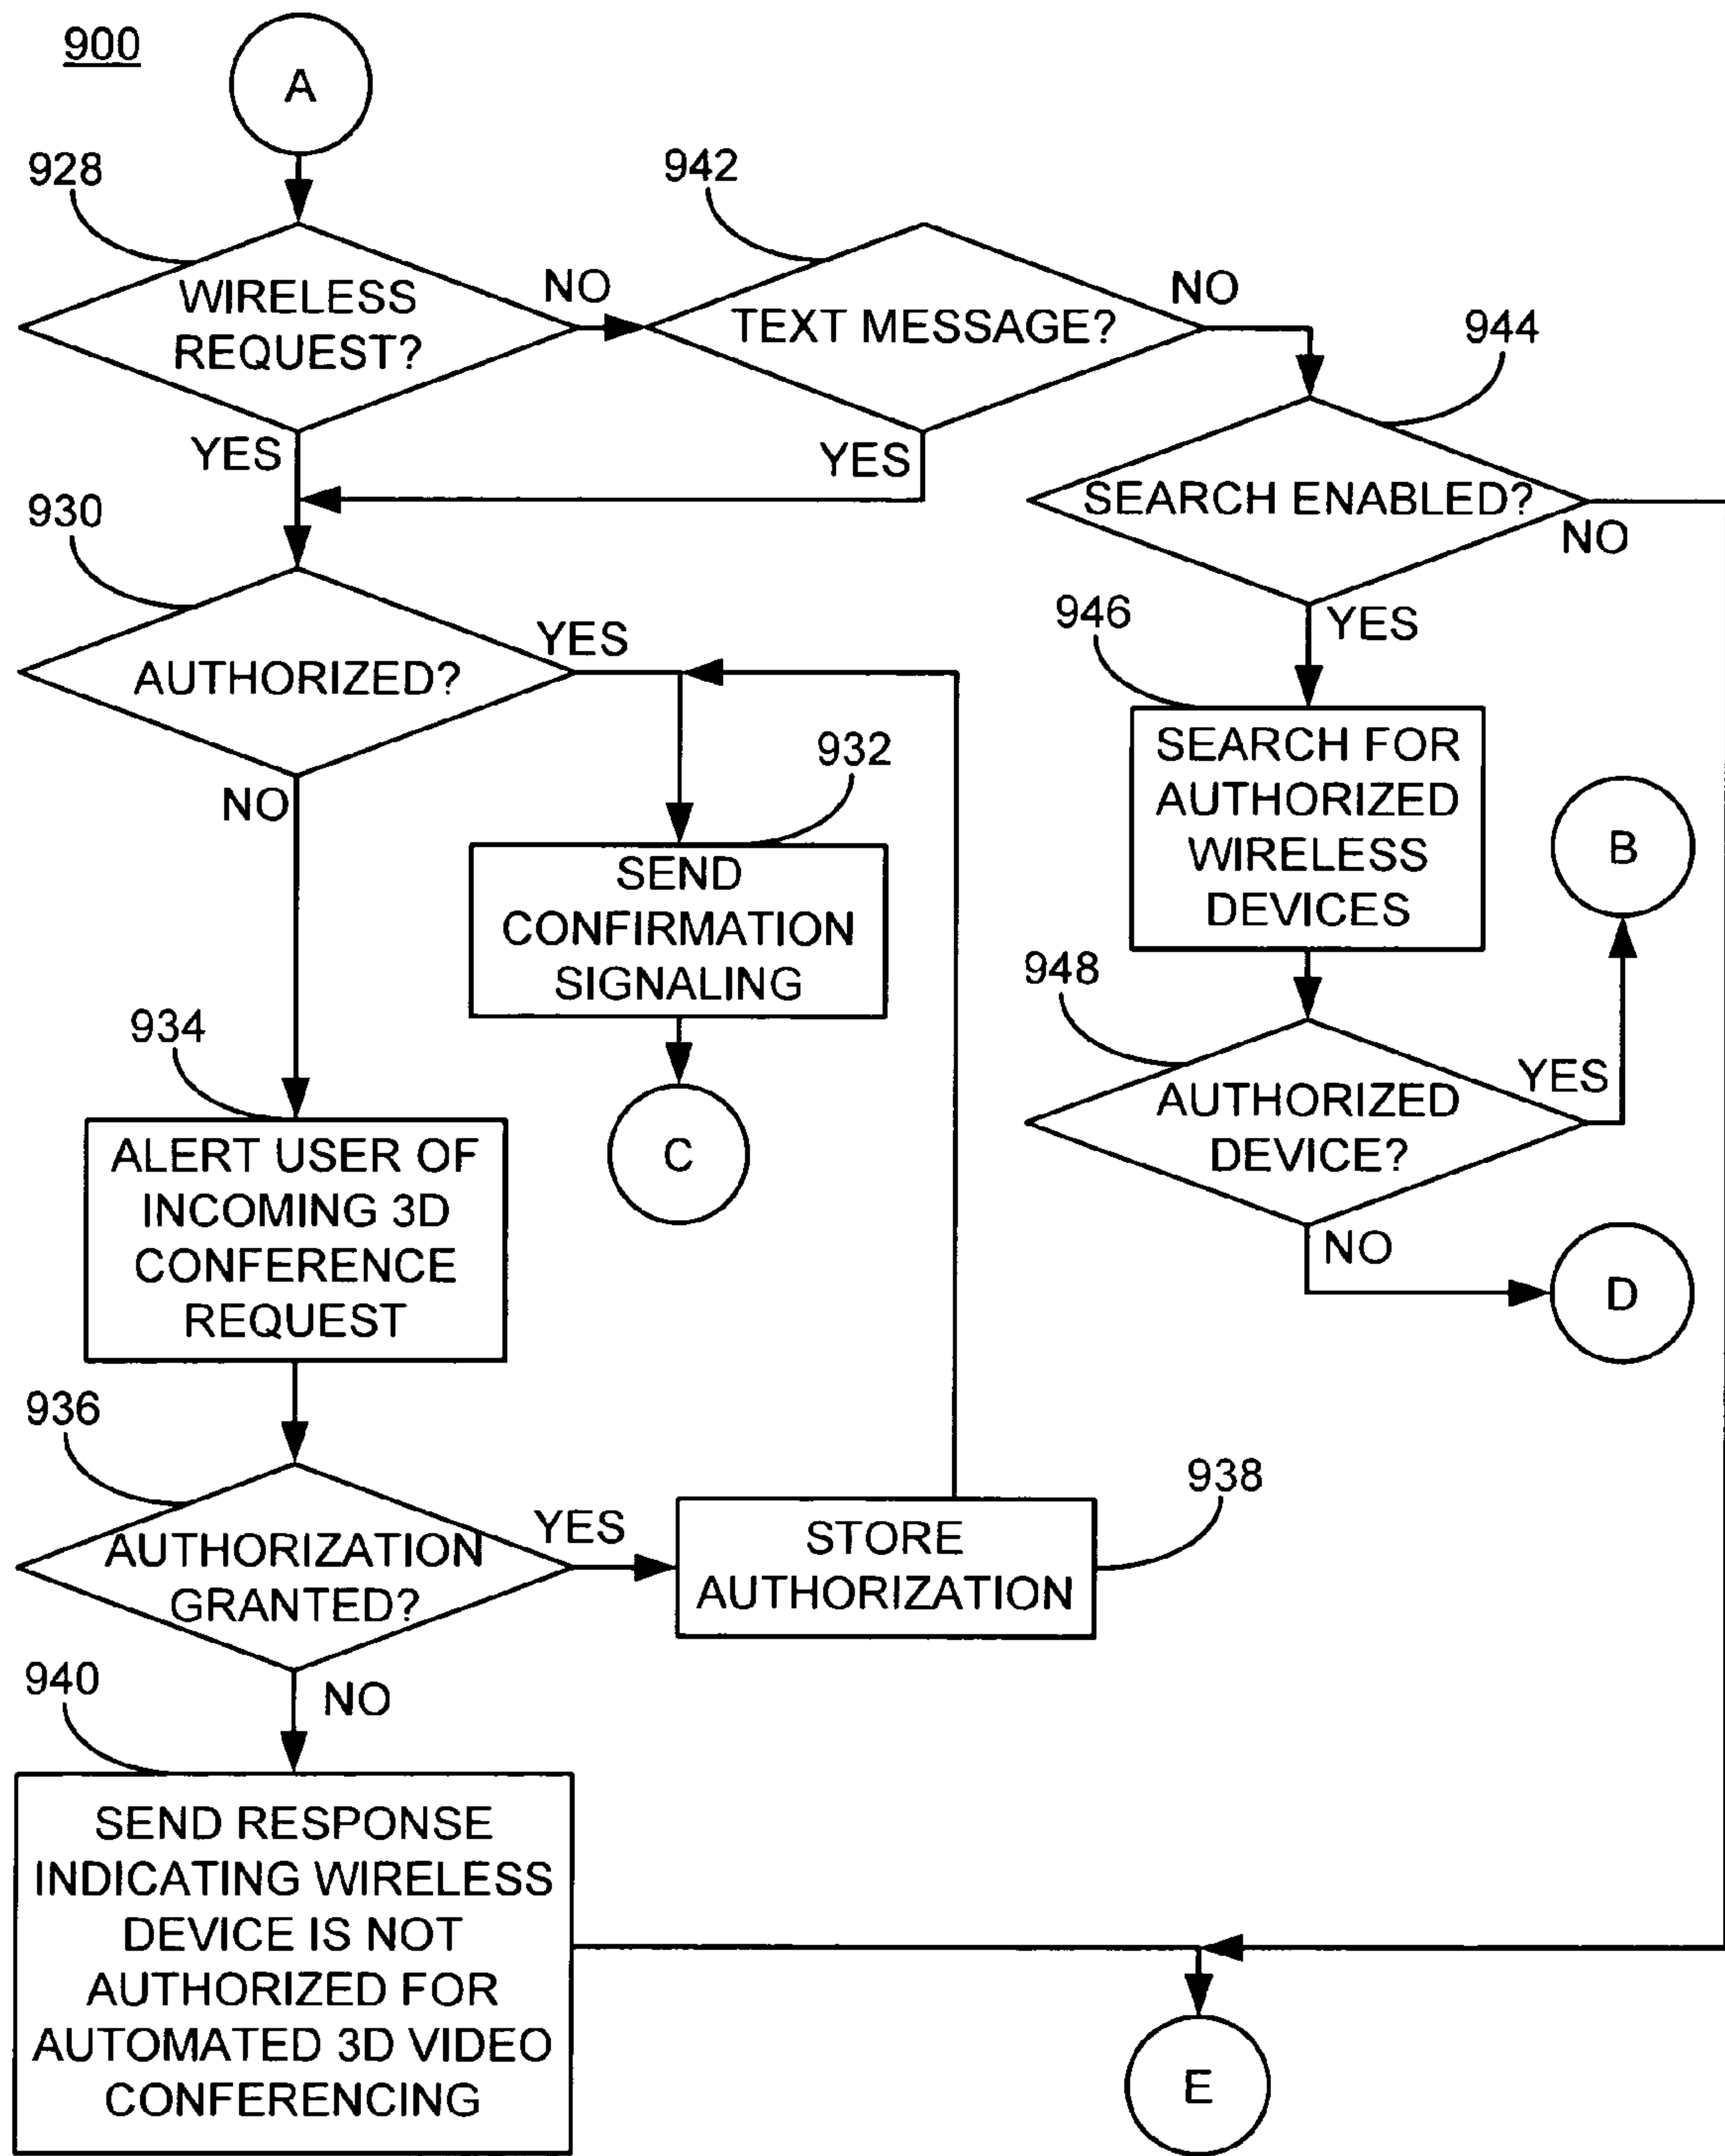 900
A
928
WIRELESS
REQUEST?
NO
YES
942
TEXT MESSAGE?
NO
YES
944
SEARCH ENABLED?
NO
YES
930
AUTHORIZED?
YES
NO
932
SEND
CONFIRMATION
SIGNALING
C
946
SEARCH FOR
AUTHORIZED
WIRELESS
DEVICES
B
948
AUTHORIZED
DEVICE?
YES
NO
D
934
ALERT USER OF
INCOMING 3D
CONFERENCE
REQUEST
936
AUTHORIZATION
GRANTED?
YES
NO
938
STORE
AUTHORIZATION
940
SEND RESPONSE
INDICATING WIRELESS
DEVICE IS NOT
AUTHORIZED FOR
AUTOMATED 3D VIDEO
CONFERENCING
E